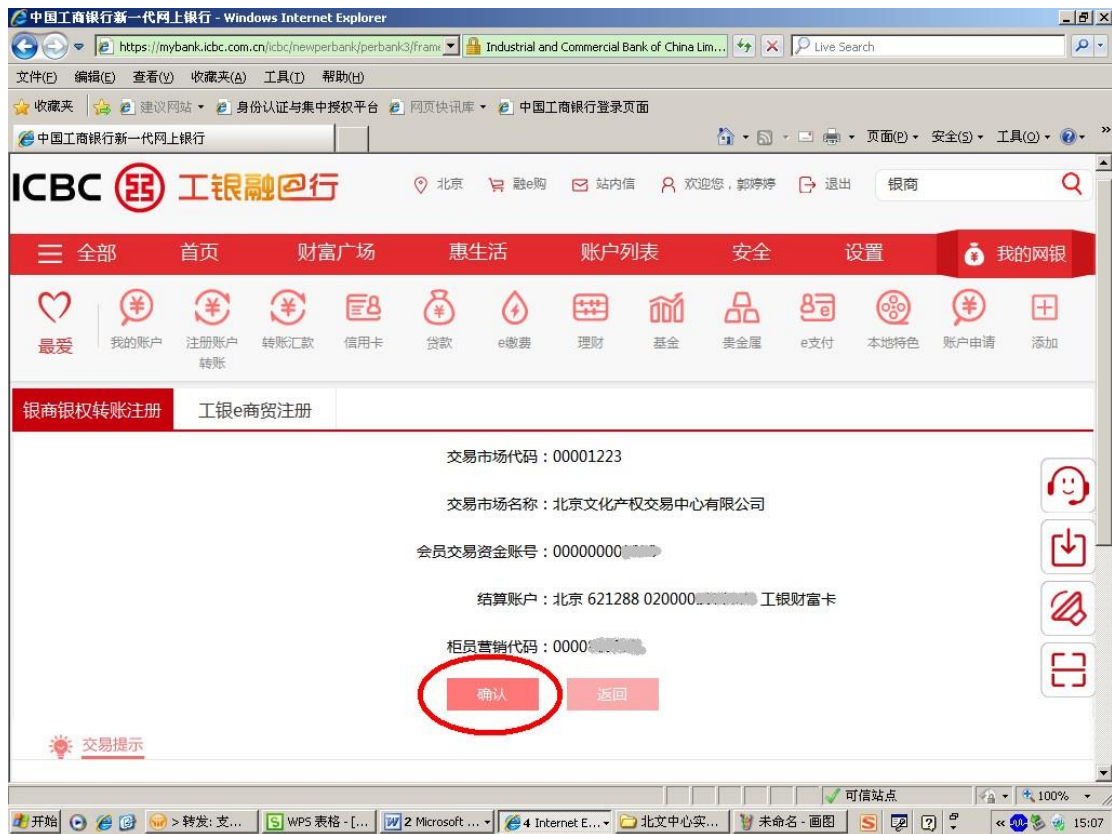 中国工商银行新一代网上银行 - Windows Internet Explorer
https://mybank.icbc.com.cn/icbc/newperbank/perbank3/frame Industrial and Commercial Bank of China Lim... Live Search
文件(F) 编辑(E) 查看(V) 收藏夹(A) 工具(T) 帮助(H)
收藏夹 建议网站 身份认证与集中授权平台 网页快讯库 中国工商银行登录页面
中国工商银行新一代网上银行 页面(P) 安全(S) 工具(O)
ICBC 工银融e行 北京 融e购 站内信 欢迎您,郭婷婷 退出 银商
全部 首页 财富广场 惠生活 账户列表 安全 设置 我的网银
最爱 我的账户 注册账户转账 转账汇款 信用卡 贷款 e缴费 理财 基金 贵金属 e支付 本地特色 账户申请 添加
银商银权转账注册 工银e商贸注册
交易市场代码:00001223
交易市场名称:北京文化产权交易中心有限公司
会员交易资金账号:00000000
结算账户:北京 621288 020000 工银财富卡
柜员营销代码:0000
确认 返回
交易提示
可信站点 100%
开始 >转发: 支... WPS 表格 - [... 2 Microsoft ... 4 Internet E... 北文中心实... 未命名 - 画图 15:07